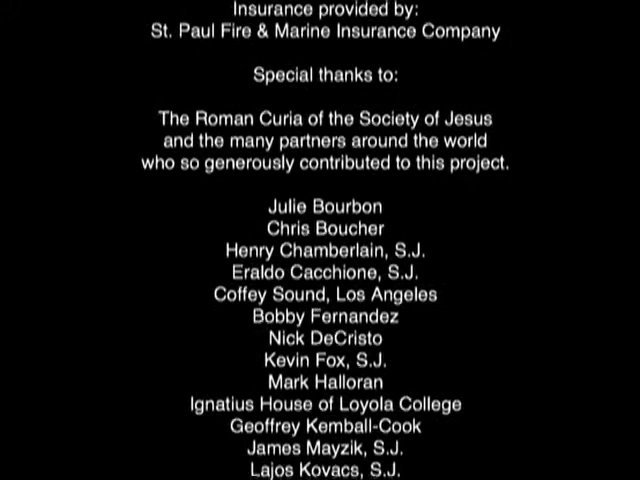 Insurance provided by:
St. Paul Fire & Marine Insurance Company
Special thanks to:
The Roman Curia of the Society of Jesus
and the many partners around the world
who so generously contributed to this project.
Julie Bourbon
Chris Boucher
Henry Chamberlain, S.J.
Eraldo Cacchione, S.J.
Coffey Sound, Los Angeles
Bobby Fernandez
Nick DeCristo
Kevin Fox, S.J.
Mark Halloran
Ignatius House of Loyola College
Geoffrey Kemball-Cook
James Mayzik, S.J.
Lajos Kovacs, S.J.